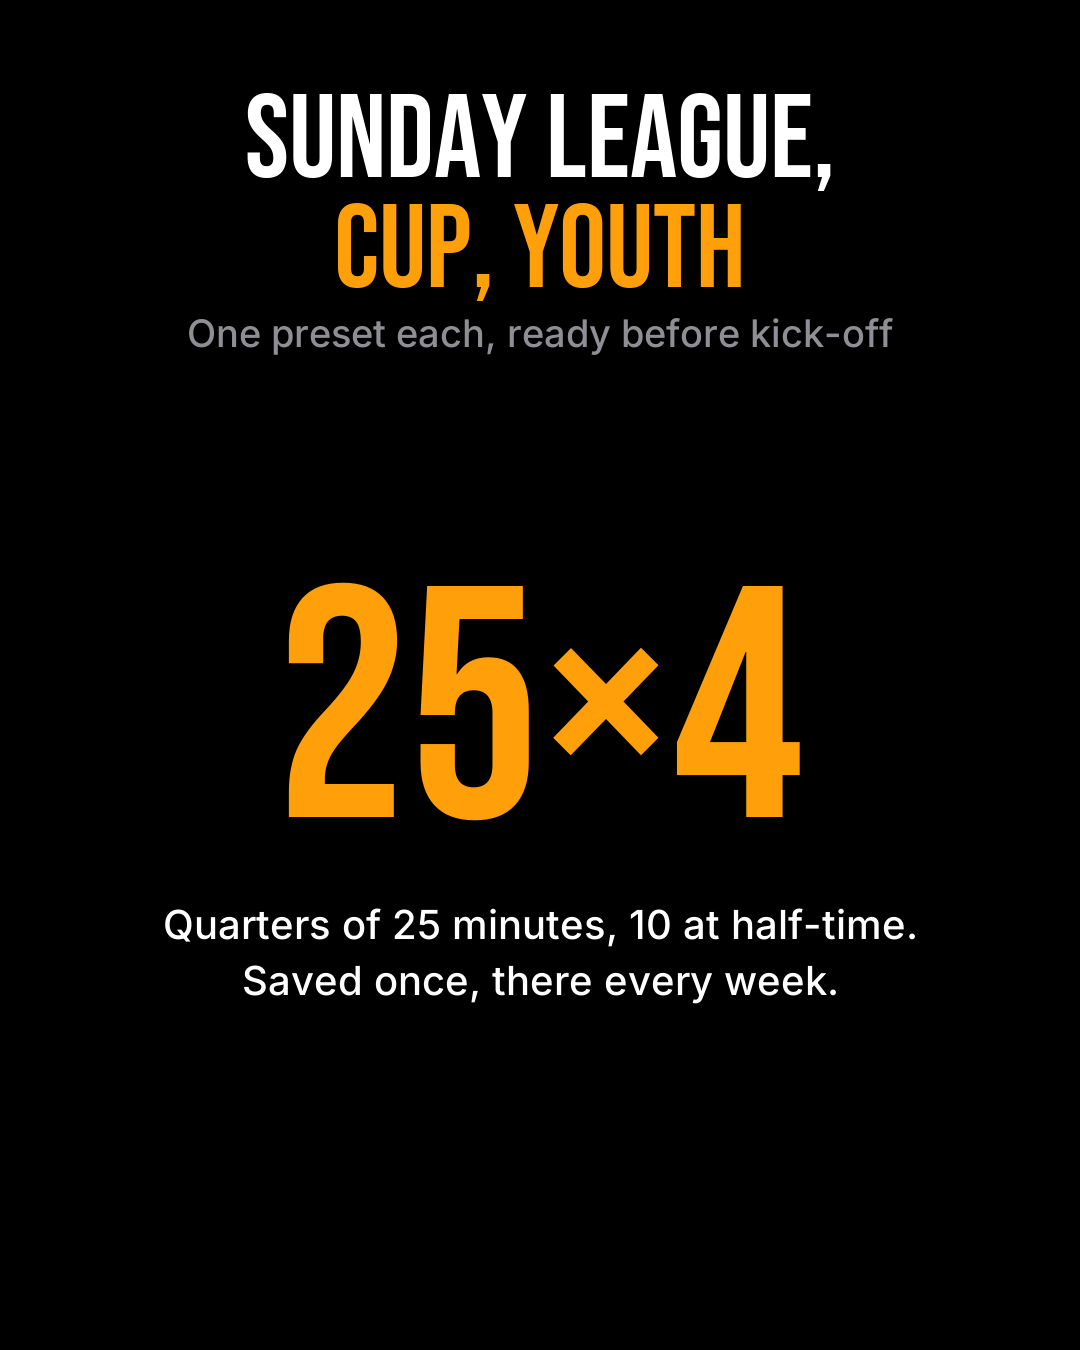 SUNDAY LEAGUE,
CUP, YOUTH
One preset each, ready before kick-off
25×4
Quarters of 25 minutes, 10 at half-time.
Saved once, there every week.